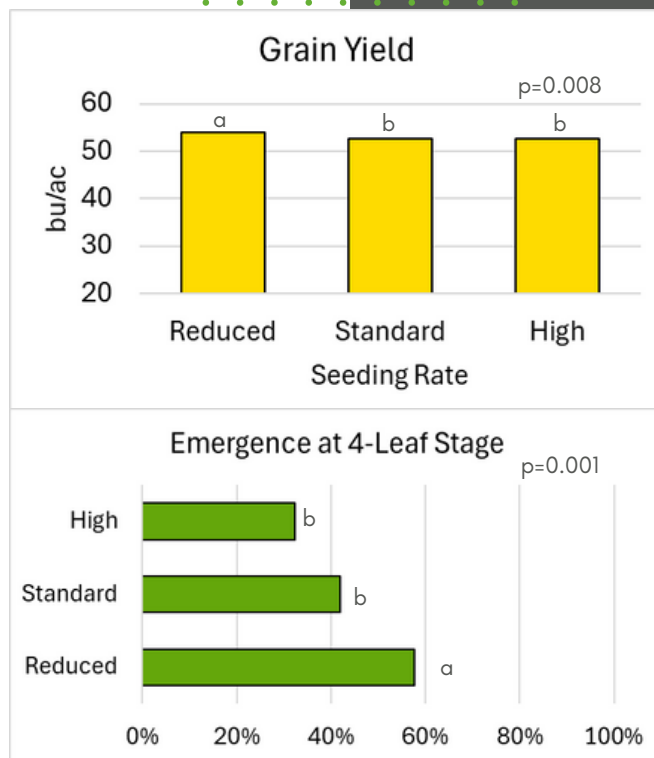 Grain Yield
p=0.008
60
a b b
50
bu/ac
40
30
20
Reduced Standard High
Seeding Rate
Emergence at 4-Leaf Stage
p=0.001
High b
Standard b
Reduced a
0% 20% 40% 60% 80% 100%